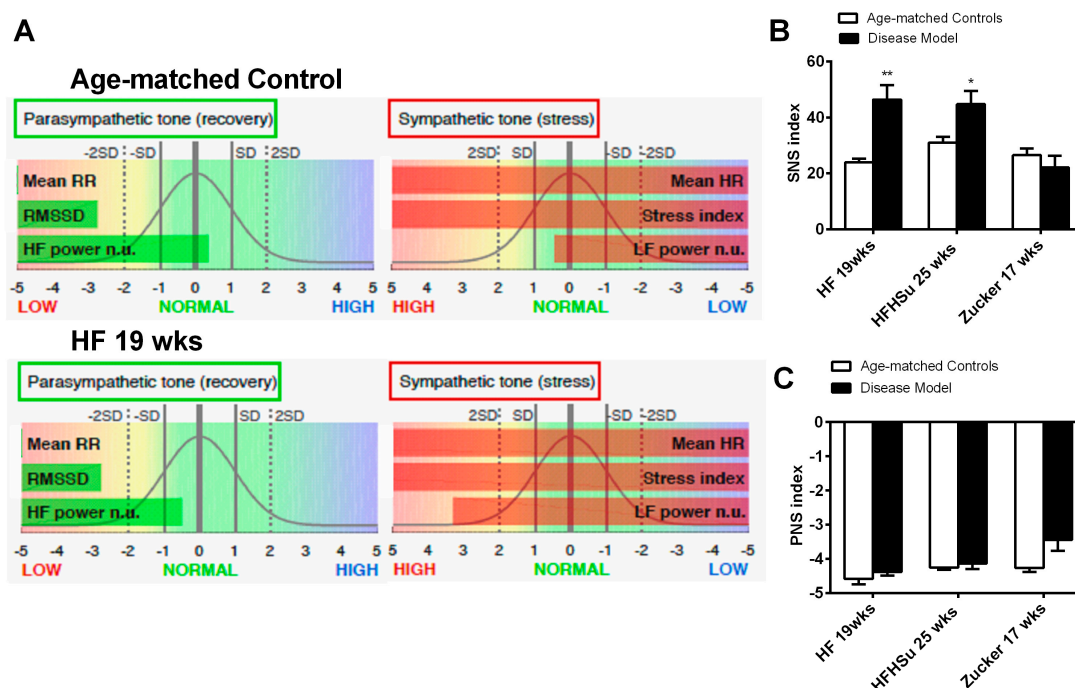 A
Age-matched Control
Parasympathetic tone (recovery)
Sympathetic tone (stress)
-2SD -SD SD 2SD
2SD SD -SD -2SD
Mean RR
Mean HR
RMSSD
Stress index
HF power n.u.
LF power n.u.
-5 -4 -3 -2 -1 0 1 2 3 4 5
5 4 3 2 1 0 -1 -2 -3 -4 -5
LOW NORMAL HIGH
HIGH NORMAL LOW
HF 19 wks
Parasympathetic tone (recovery)
Sympathetic tone (stress)
-2SD -SD SD 2SD
2SD SD -SD -2SD
Mean RR
Mean HR
RMSSD
Stress index
HF power n.u.
LF power n.u.
-5 -4 -3 -2 -1 0 1 2 3 4 5
5 4 3 2 1 0 -1 -2 -3 -4 -5
LOW NORMAL HIGH
HIGH NORMAL LOW
B
Age-matched Controls
Disease Model
SNS index
60
40
20
0
**
*
HF 19wks
HFHSu 25 wks
Zucker 17 wks
C
Age-matched Controls
Disease Model
PNS index
0
-1
-2
-3
-4
-5
HF 19wks
HFHSu 25 wks
Zucker 17 wks